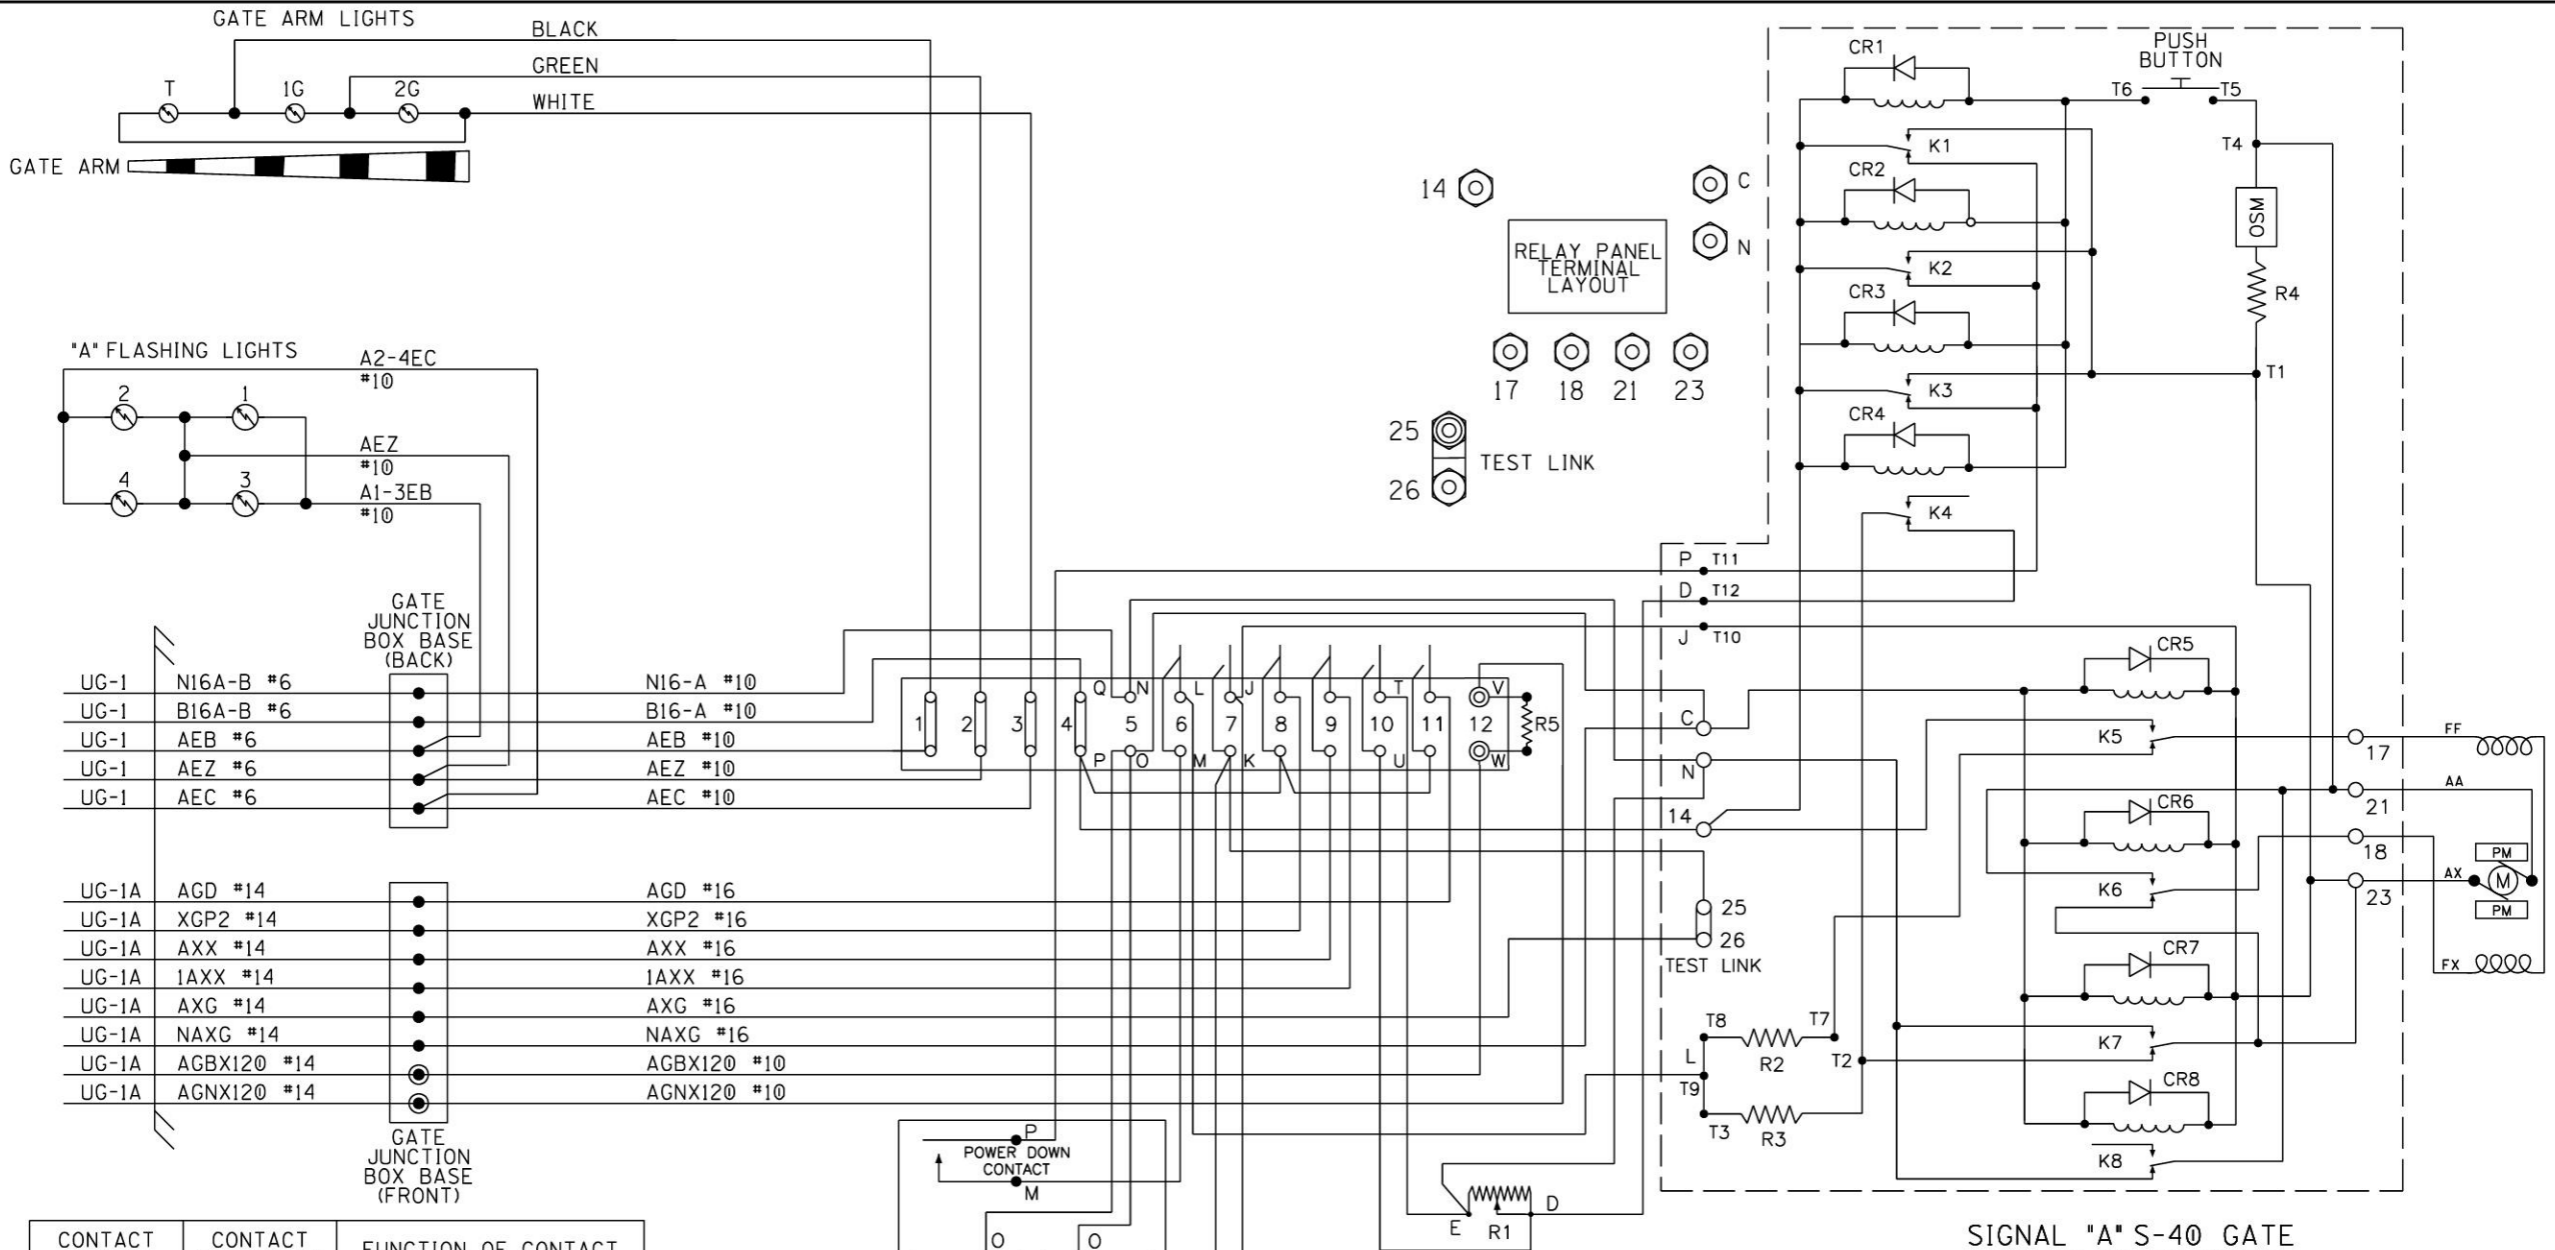 GATE ARM LIGHTS
BLACK
GREEN
WHITE
T
1G
2G
GATE ARM
"A" FLASHING LIGHTS
A2-4EC
#10
2
1
AEZ
#10
4
3
A1-3EB
#10
GATE
JUNCTION
BOX BASE
(BACK)
UG-1 N16A-B #6 N16-A #10
UG-1 B16A-B #6 B16-A #10
UG-1 AEB #6 AEB #10
UG-1 AEZ #6 AEZ #10
UG-1 AEC #6 AEC #10
UG-1A AGD #14 AGD #16
UG-1A XGP2 #14 XGP2 #16
UG-1A AXX #14 AXX #16
UG-1A 1AXX #14 1AXX #16
UG-1A AXG #14 AXG #16
UG-1A NAXG #14 NAXG #16
UG-1A AGBX120 #14 AGBX120 #10
UG-1A AGNX120 #14 AGNX120 #10
GATE
JUNCTION
BOX BASE
(FRONT)
CONTACT CONTACT FUNCTION OF CONTACT
14
C
N
RELAY PANEL
TERMINAL
LAYOUT
17 18 21 23
25
TEST LINK
26
Q N L J T V
1 2 3 4 5 6 7 8 9 10 11 12 R5
P O M K U W
P
POWER DOWN
CONTACT
M
O
O
E R1 D
PUSH
BUTTON
T6 T5
T4
OSM
R4
T1
CR1
K1
CR2
K2
CR3
K3
CR4
K4
P T11
D T12
J T10
C
N
14
25
26
TEST LINK
T8 T7
R2
L
T9
T2
T3 R3
CR5
K5
CR6
K6
CR7
K7
CR8
K8
17
FF
21
AA
18
PM
AX
M
23
PM
FX
SIGNAL "A" S-40 GATE